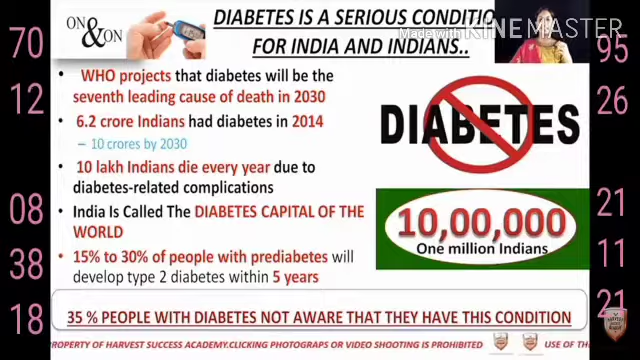 70
12
08
38
18
ON
&
ON
DIABETES IS A SERIOUS CONDITIO
FOR INDIA AND INDIANS..
Made with KINEMASTER
95
26
21
11
21
• WHO projects that diabetes will be the
seventh leading cause of death in 2030
• 6.2 crore Indians had diabetes in 2014
– 10 crores by 2030
• 10 lakh Indians die every year due to
diabetes-related complications
• India Is Called The DIABETES CAPITAL OF THE
WORLD
• 15% to 30% of people with prediabetes will
develop type 2 diabetes within 5 years
DIABETES
10,00,000
One million Indians
35 % PEOPLE WITH DIABETES NOT AWARE THAT THEY HAVE THIS CONDITION
ROPERTY OF HARVEST SUCCESS ACADEMY.CLICKING PHOTOGRAPS OR VIDEO SHOOTING IS PROHIBITED
USE OF TH